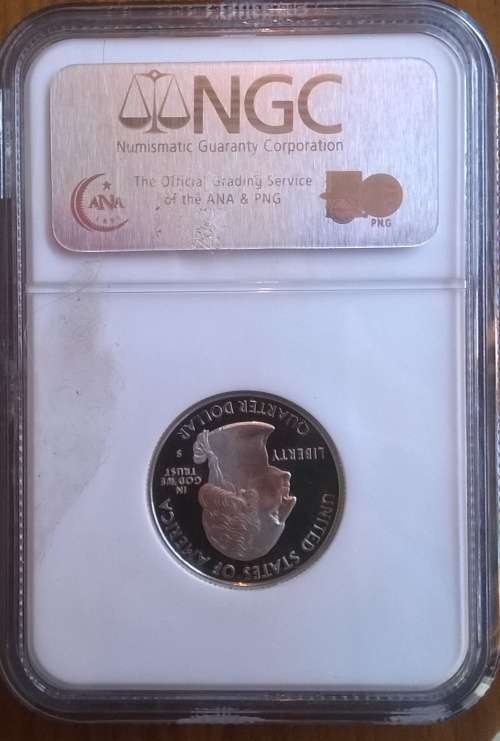 NGC
Numismatic Guaranty Corporation
The Official Grading Service
of the ANA & PNG
ANA
1891
PNG
UNITED STATES OF AMERICA
LIBERTY
IN
GOD WE
TRUST
S
QUARTER DOLLAR